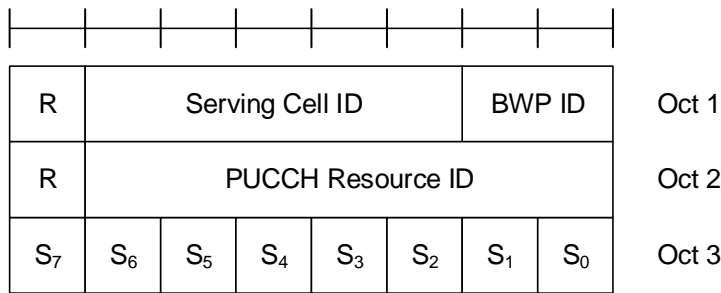 R Serving Cell ID BWP ID Oct 1
R PUCCH Resource ID Oct 2
S₇ S₆ S₅ S₄ S₃ S₂ S₁ S₀ Oct 3